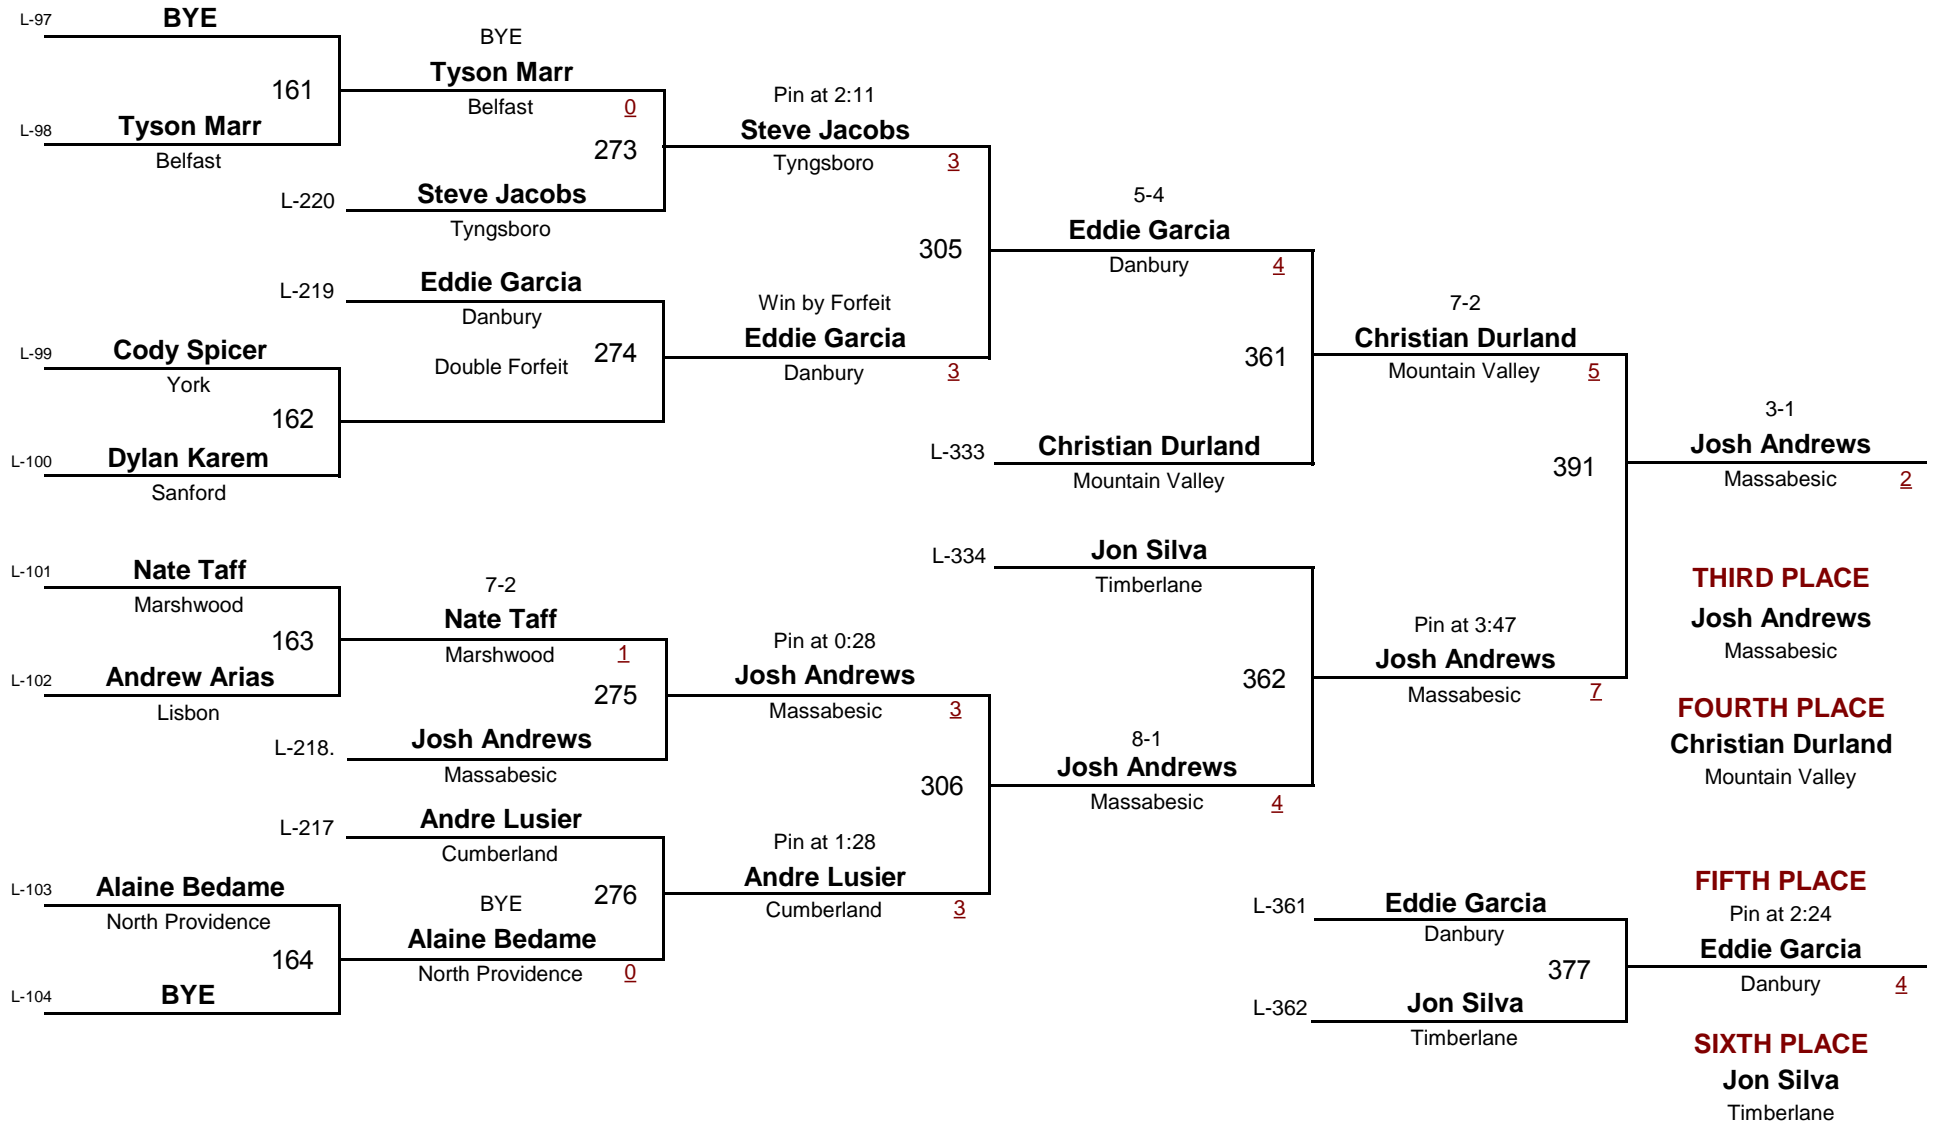 L-97 BYE
161
L-98 Tyson Marr
Belfast
BYE
Tyson Marr
Belfast 0
273
L-220 Steve Jacobs
Tyngsboro
Pin at 2:11
Steve Jacobs
Tyngsboro 3
L-219 Eddie Garcia
Danbury
Double Forfeit 274
L-99 Cody Spicer
York
162
L-100 Dylan Karem
Sanford
Win by Forfeit
Eddie Garcia
Danbury 3
305
5-4
Eddie Garcia
Danbury 4
361
L-333 Christian Durland
Mountain Valley
7-2
Christian Durland
Mountain Valley 5
391
3-1
Josh Andrews
Massabesic 2
L-101 Nate Taff
Marshwood
163
L-102 Andrew Arias
Lisbon
7-2
Nate Taff
Marshwood 1
275
L-218. Josh Andrews
Massabesic
Pin at 0:28
Josh Andrews
Massabesic 3
306
L-217 Andre Lusier
Cumberland
276
L-103 Alaine Bedame
North Providence
164
L-104 BYE
BYE
Alaine Bedame
North Providence 0
Pin at 1:28
Andre Lusier
Cumberland 3
L-334 Jon Silva
Timberlane
362
8-1
Josh Andrews
Massabesic 4
Pin at 3:47
Josh Andrews
Massabesic 7
THIRD PLACE
Josh Andrews
Massabesic
FOURTH PLACE
Christian Durland
Mountain Valley
L-361 Eddie Garcia
Danbury
377
L-362 Jon Silva
Timberlane
FIFTH PLACE
Pin at 2:24
Eddie Garcia
Danbury 4
SIXTH PLACE
Jon Silva
Timberlane